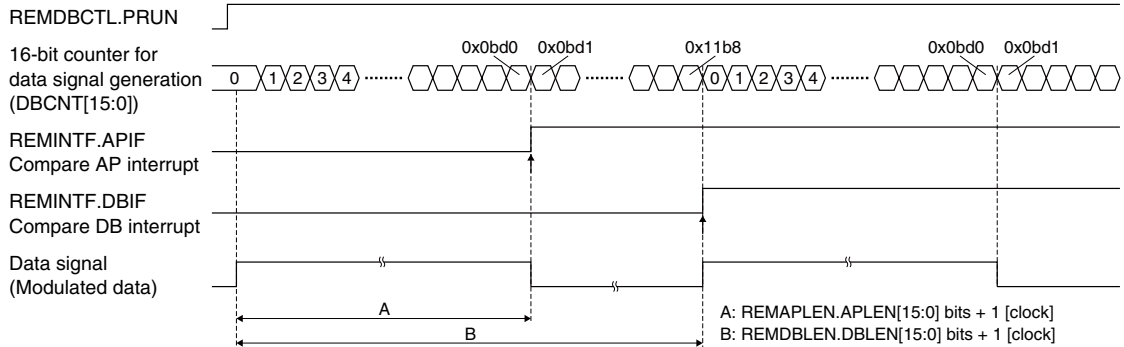 REMDBCTL.PRUN
16-bit counter for
data signal generation
(DBCNT[15:0])
0x0bd0 0x0bd1 0x11b8 0x0bd0 0x0bd1
0 1 2 3 4 0 1 2 3 4
REMINTF.APIF
Compare AP interrupt
REMINTF.DBIF
Compare DB interrupt
Data signal
(Modulated data)
A
B
A: REMAPLEN.APLEN[15:0] bits + 1 [clock]
B: REMDBLEN.DBLEN[15:0] bits + 1 [clock]